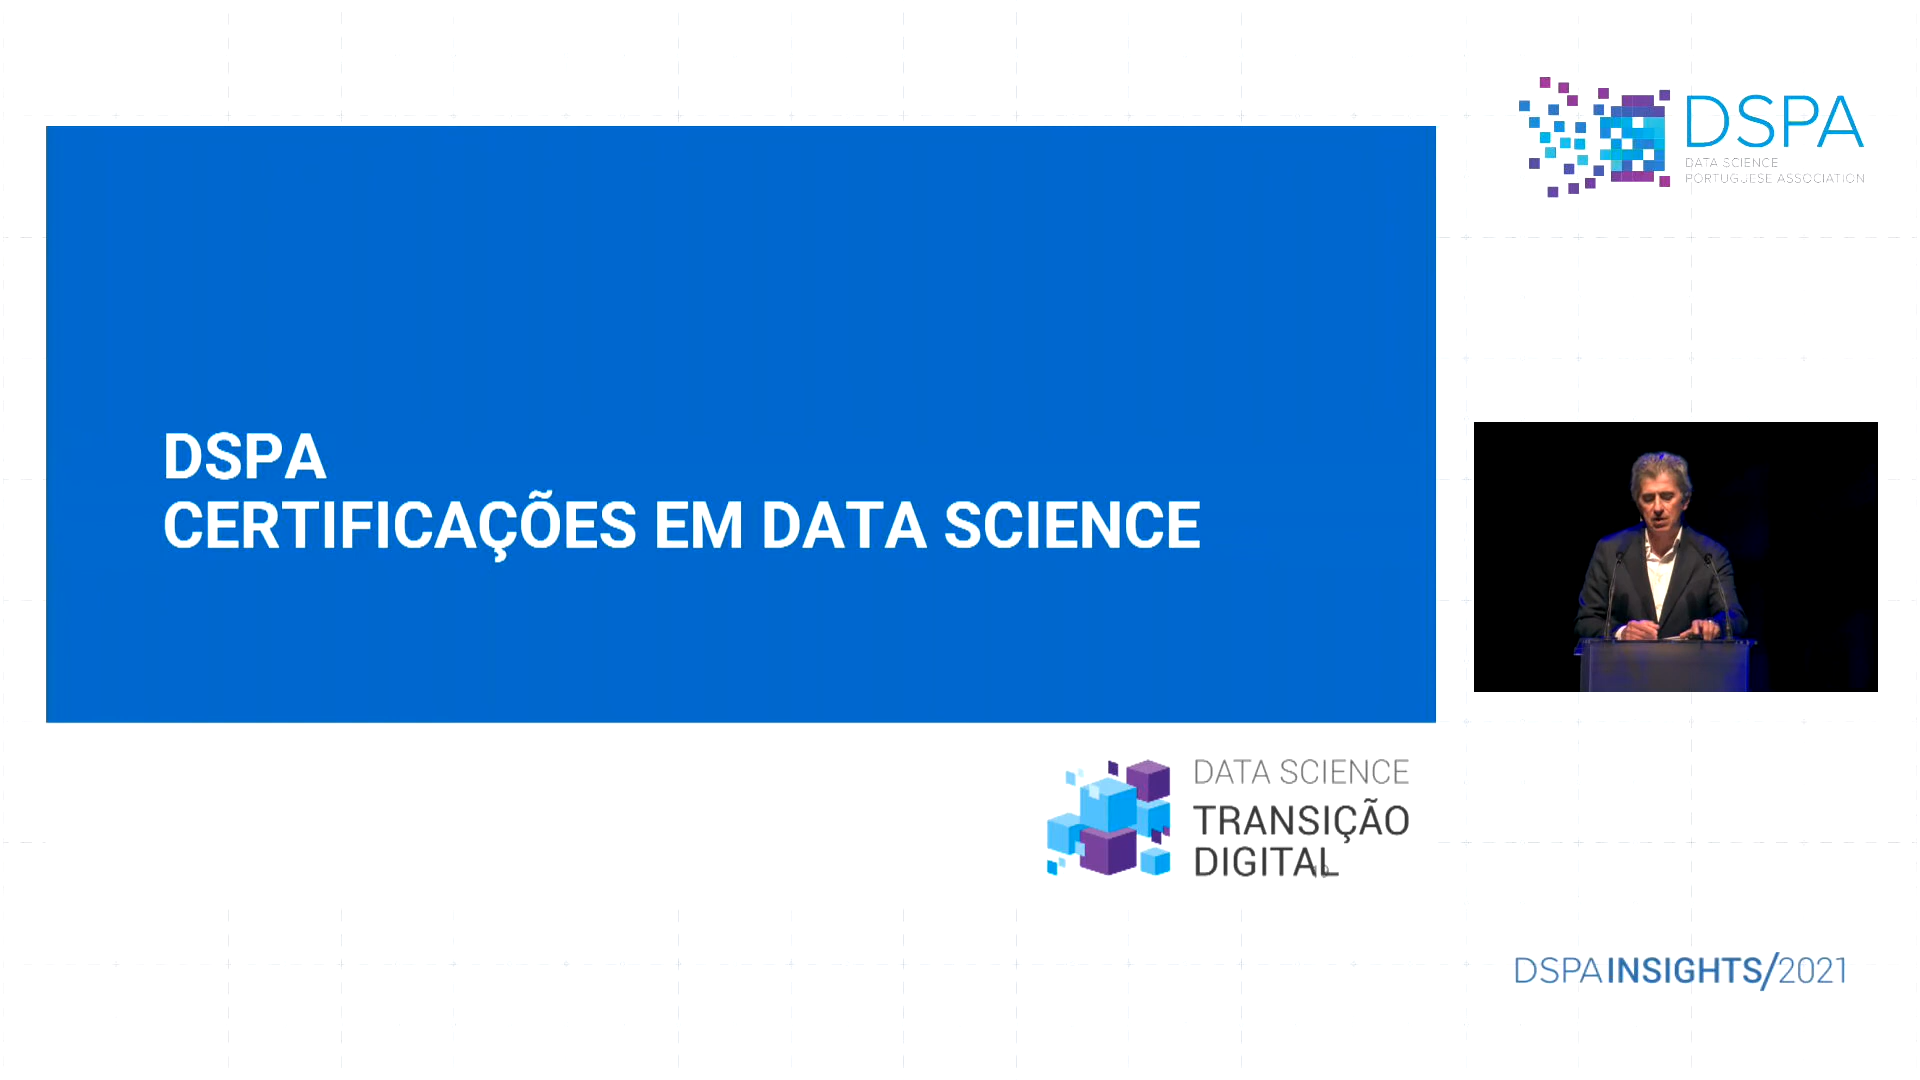 DSPA
DATA SCIENCE
PORTUGUESE ASSOCIATION
DSPA
CERTIFICAÇÕES EM DATA SCIENCE
DATA SCIENCE
TRANSIÇÃO
DIGITAL
DSPAINSIGHTS/2021